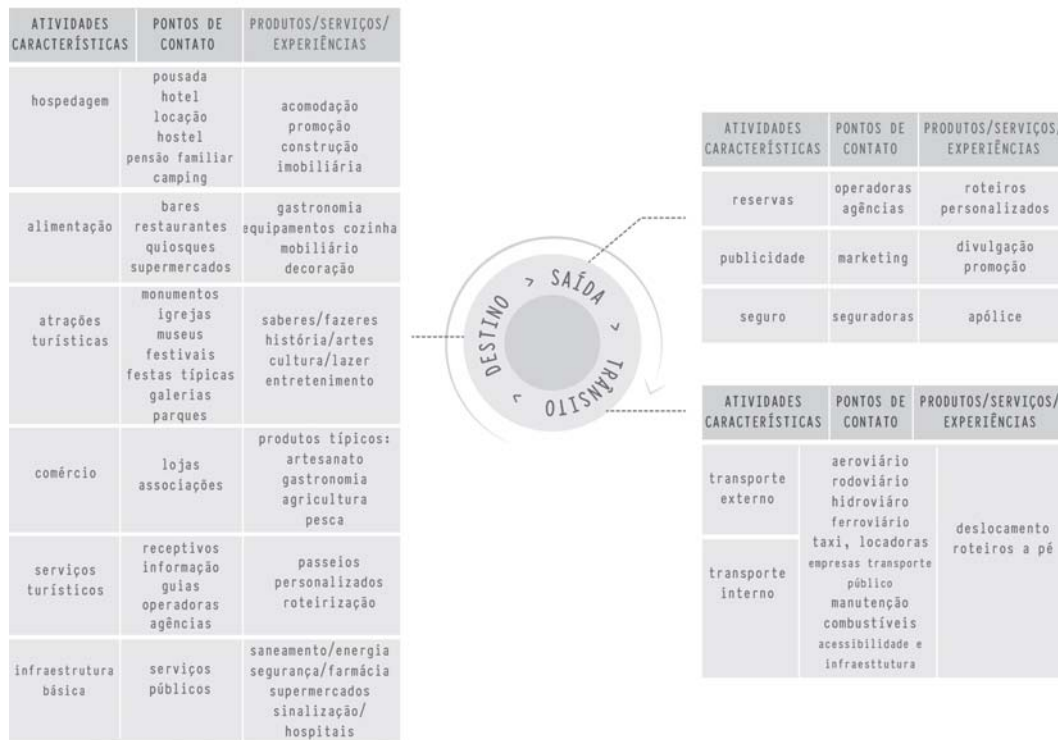 ATIVIDADES
CARACTERÍSTICAS
PONTOS DE
CONTATO
PRODUTOS/SERVIÇOS/
EXPERIÊNCIAS
hospedagem
pousada
hotel
locação
hostel
pensão familiar
camping
acomodação
promoção
construção
imobiliária
alimentação
bares
restaurantes
quiosques
supermercados
gastronomia
equipamentos cozinha
mobiliário
decoração
atrações
turísticas
monumentos
igrejas
museus
festivais
festas típicas
galerias
parques
saberes/fazeres
história/artes
cultura/lazer
entretenimento
comércio
lojas
associações
produtos típicos:
artesanato
gastronomia
agricultura
pesca
serviços
turísticos
receptivos
informação
guias
operadoras
agências
passeios
personalizados
roteirização
infraestrutura
básica
serviços
públicos
saneamento/energia
segurança/farmácia
supermercados
sinalização/
hospitais
DESTINO > SAÍDA > TRÂNSITO >
ATIVIDADES
CARACTERÍSTICAS
PONTOS DE
CONTATO
PRODUTOS/SERVIÇOS/
EXPERIÊNCIAS
reservas
operadoras
agências
roteiros
personalizados
publicidade
marketing
divulgação
promoção
seguro
seguradoras
apólice
ATIVIDADES
CARACTERÍSTICAS
PONTOS DE
CONTATO
PRODUTOS/SERVIÇOS/
EXPERIÊNCIAS
transporte
externo
transporte
interno
aeroviário
rodoviário
hidroviáro
ferroviário
taxi, locadoras
empresas transporte
público
manutenção
combustíveis
acessibilidade e
infraesttutura
deslocamento
roteiros a pé